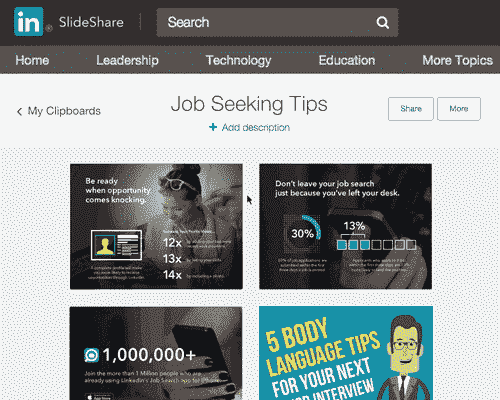 in ® SlideShare Search
Home Leadership Technology Education More Topics
My Clipboards
Job Seeking Tips
Share More
+ Add description
Be ready
when opportunity
comes knocking.
12x
13x
14x
Don't leave your job search
just because you've left your desk.
30%
13%
1,000,000+
Join the more than 1 Million people who are
already using LinkedIn's Job Search app for iPhone.
5 BODY
LANGUAGE TIPS
FOR YOUR NEXT
INTERVIEW